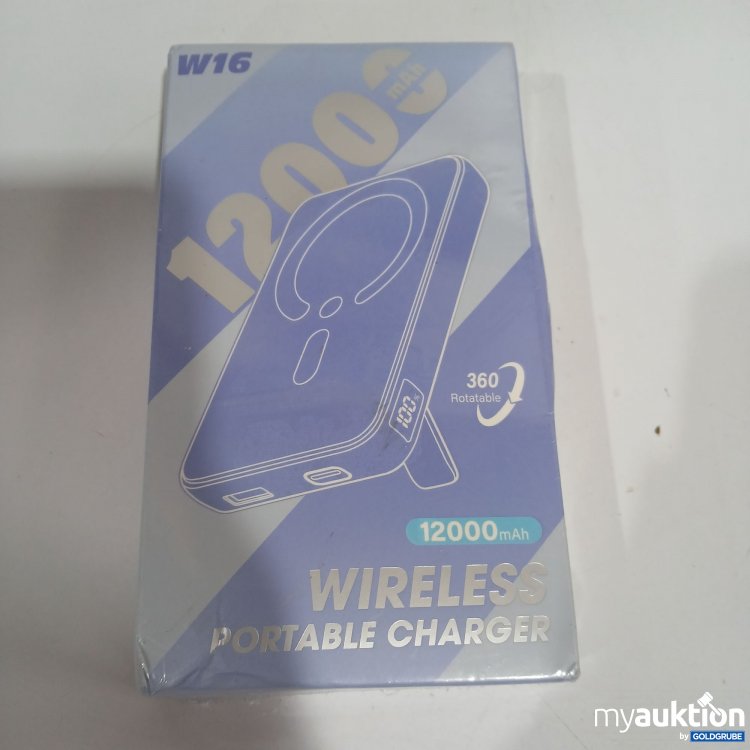 W16
12000
mAh
100%
360
Rotatable
12000mAh
WIRELESS
PORTABLE CHARGER
myauktion
by GOLDGRUBE